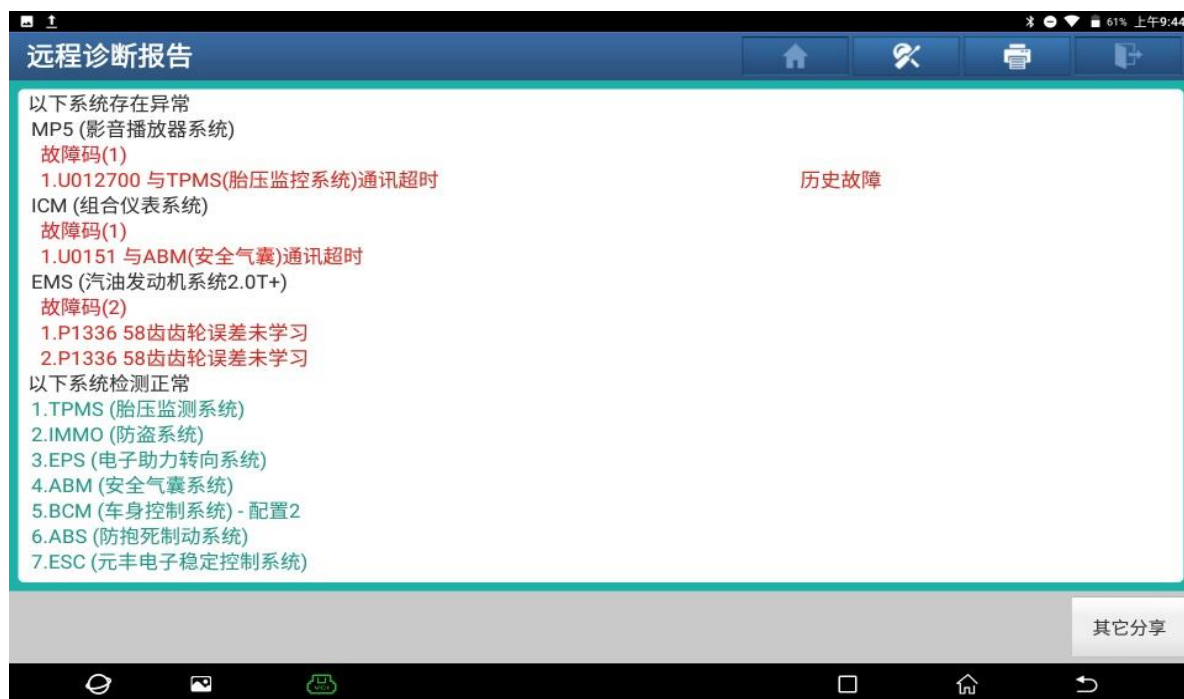 61% 上午9:44
远程诊断报告
以下系统存在异常
MP5 (影音播放器系统)
故障码(1)
1.U012700 与TPMS(胎压监控系统)通讯超时 历史故障
ICM (组合仪表系统)
故障码(1)
1.U0151 与ABM(安全气囊)通讯超时
EMS (汽油发动机系统2.0T+)
故障码(2)
1.P1336 58齿齿轮误差未学习
2.P1336 58齿齿轮误差未学习
以下系统检测正常
1.TPMS (胎压监测系统)
2.IMMO (防盗系统)
3.EPS (电子助力转向系统)
4.ABM (安全气囊系统)
5.BCM (车身控制系统) - 配置2
6.ABS (防抱死制动系统)
7.ESC (元丰电子稳定控制系统)
其它分享
VCI